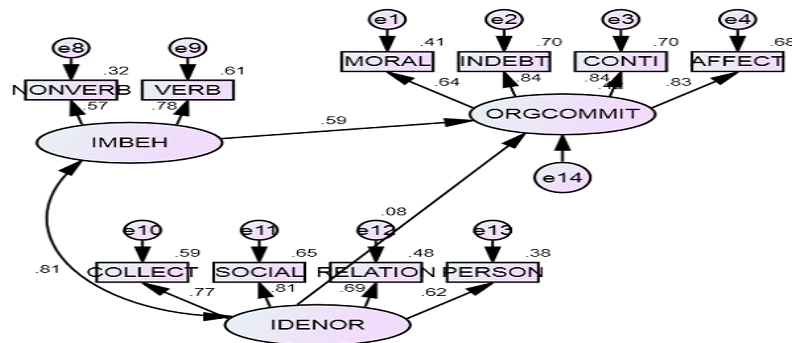 e1 e2 e3 e4
.41 .70 .70 .68
MORAL INDEBT CONTI AFFECT
.64 .84 .84 .83
e8 e9
.32 .61
NONVERB VERB
.57 .78
ORGCOMMIT
IMBEH
.59
e14
.08
.81
e10 e11 e12 e13
.59 .65 .48 .38
COLLECT SOCIAL RELATION PERSON
.77 .81 .69 .62
IDENOR